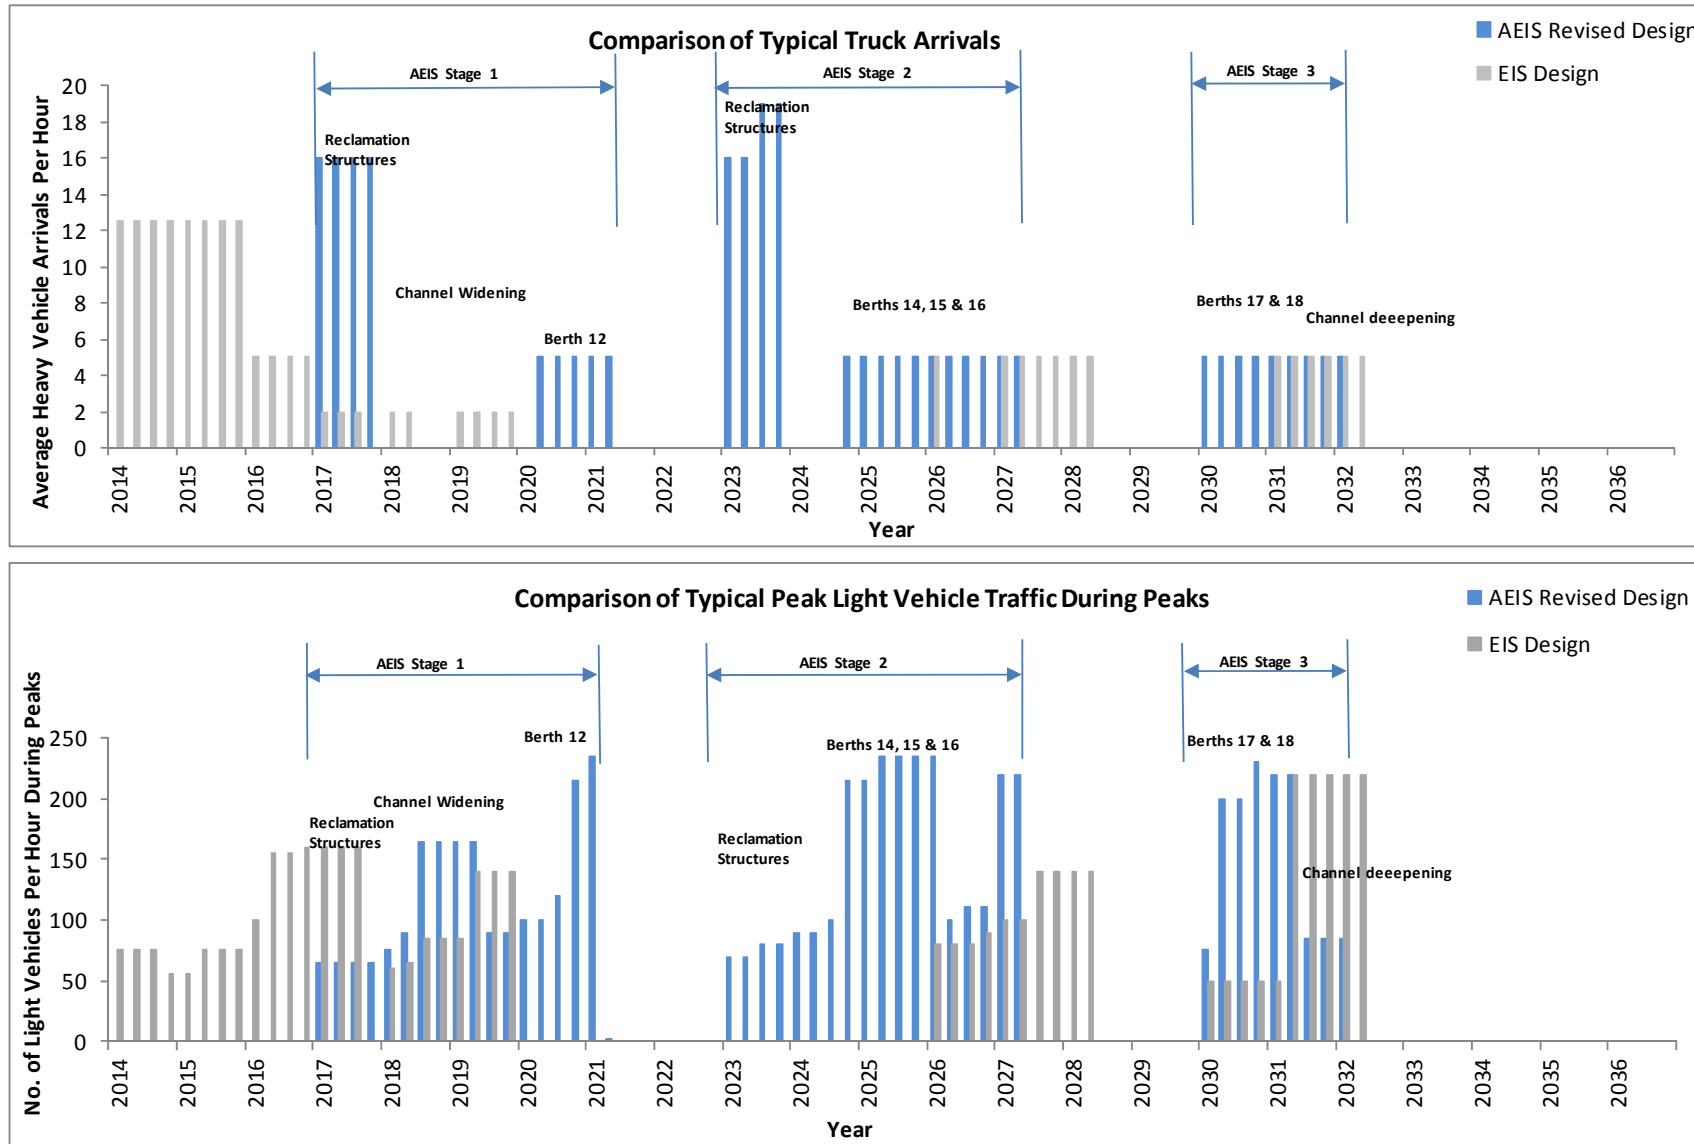 Comparison of Typical Truck Arrivals
AEIS Revised Design
EIS Design
AEIS Stage 1
AEIS Stage 2
AEIS Stage 3
Average Heavy Vehicle Arrivals Per Hour
20
18
16
14
12
10
8
6
4
2
0
Reclamation
Structures
Channel Widening
Berth 12
Reclamation
Structures
Berths 14, 15 & 16
Berths 17 & 18
Channel deeepening
2014 2015 2016 2017 2018 2019 2020 2021 2022 2023 2024 2025 2026 2027 2028 2029 2030 2031 2032 2033 2034 2035 2036
Year
Comparison of Typical Peak Light Vehicle Traffic During Peaks
AEIS Revised Design
EIS Design
AEIS Stage 1
AEIS Stage 2
AEIS Stage 3
No. of Light Vehicles Per Hour During Peaks
250
200
150
100
50
0
Reclamation
Structures
Channel Widening
Berth 12
Reclamation
Structures
Berths 14, 15 & 16
Berths 17 & 18
Channel deeepening
2014 2015 2016 2017 2018 2019 2020 2021 2022 2023 2024 2025 2026 2027 2028 2029 2030 2031 2032 2033 2034 2035 2036
Year